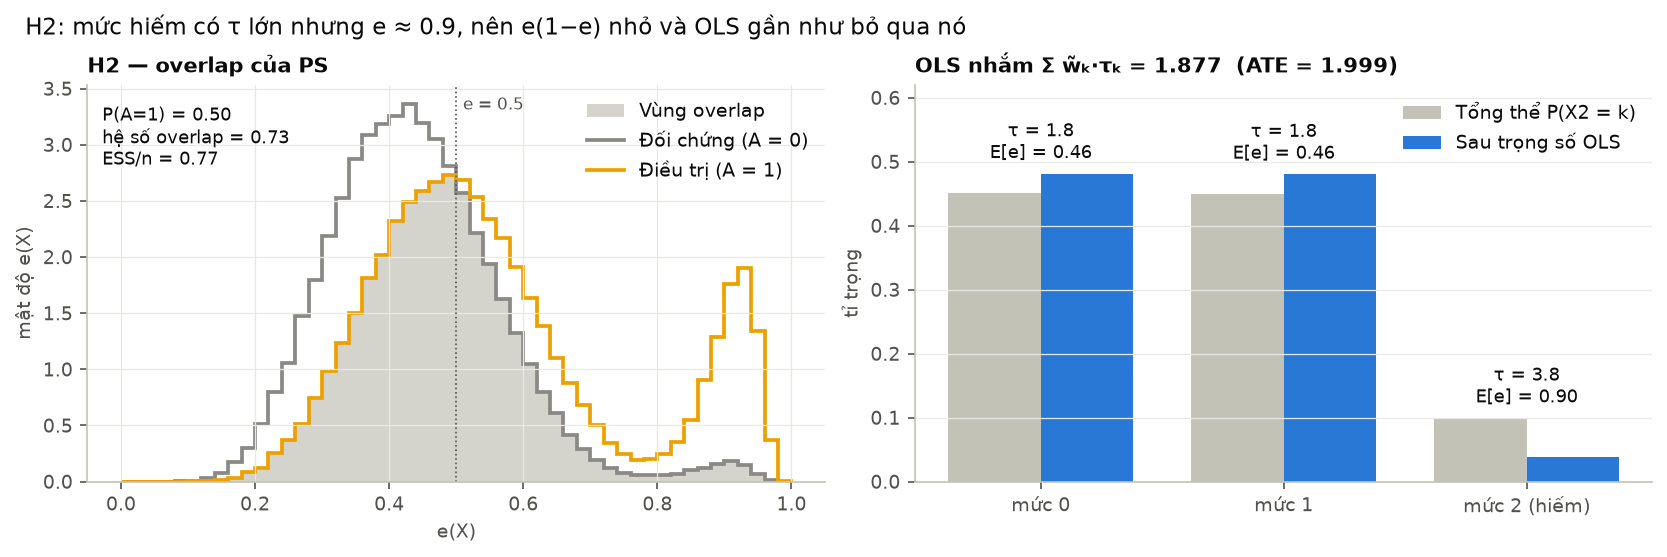 H2: mức hiếm có τ lớn nhưng e ≈ 0.9, nên e(1−e) nhỏ và OLS gần như bỏ qua nó
H2 — overlap của PS
P(A=1) = 0.50
hệ số overlap = 0.73
ESS/n = 0.77
e = 0.5
Vùng overlap
Đối chứng (A = 0)
Điều trị (A = 1)
mật độ e(X)
3.5
3.0
2.5
2.0
1.5
1.0
0.5
0.0
0.0 0.2 0.4 0.6 0.8 1.0
e(X)
OLS nhắm Σ w̃ₖ·τₖ = 1.877 (ATE = 1.999)
Tổng thể P(X2 = k)
Sau trọng số OLS
τ = 1.8
E[e] = 0.46
τ = 1.8
E[e] = 0.46
τ = 3.8
E[e] = 0.90
tỉ trọng
0.6
0.5
0.4
0.3
0.2
0.1
0.0
mức 0 mức 1 mức 2 (hiếm)